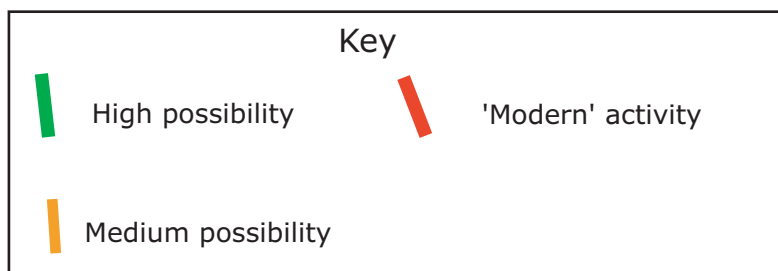 Key
High possibility
'Modern' activity
Medium possibility